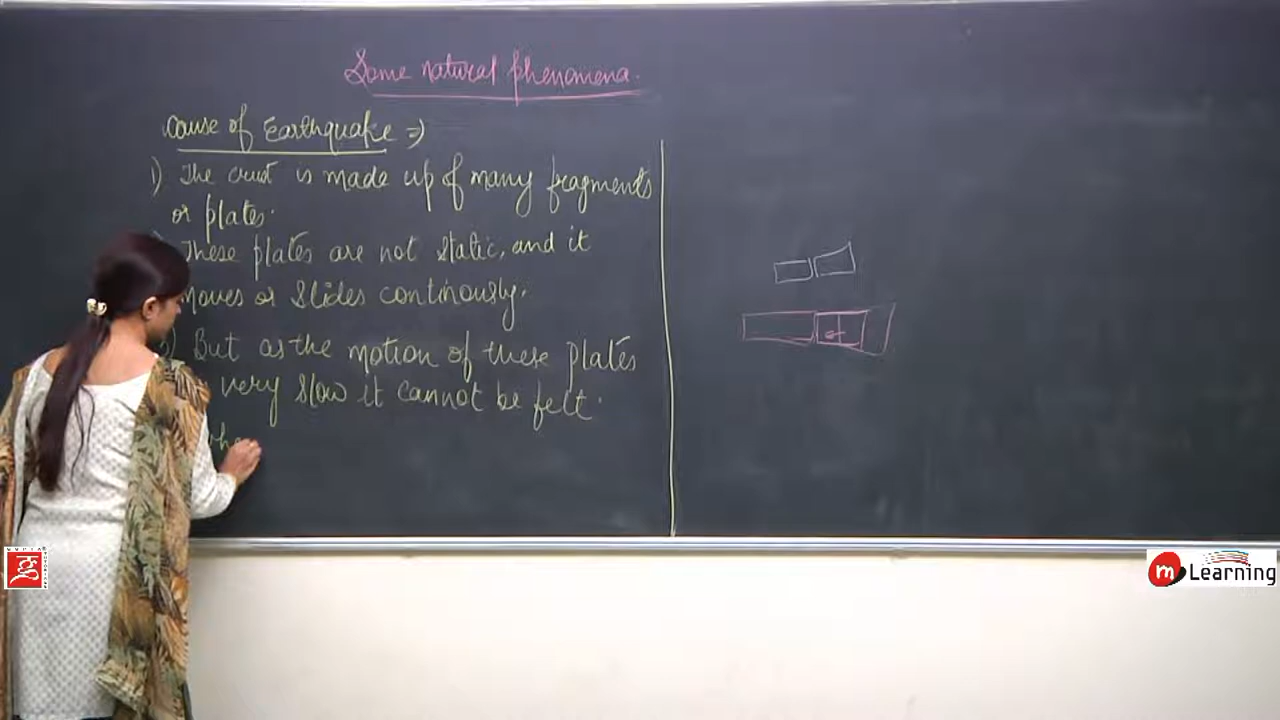 Some natural phenomena.
Cause of Earthquake ⇒
1) The crust is made up of many fragments
or plates.
These plates are not static, and it
moves or slides continously.
) But as the motion of these plates
very slow it cannot be felt.
whe
m Learning